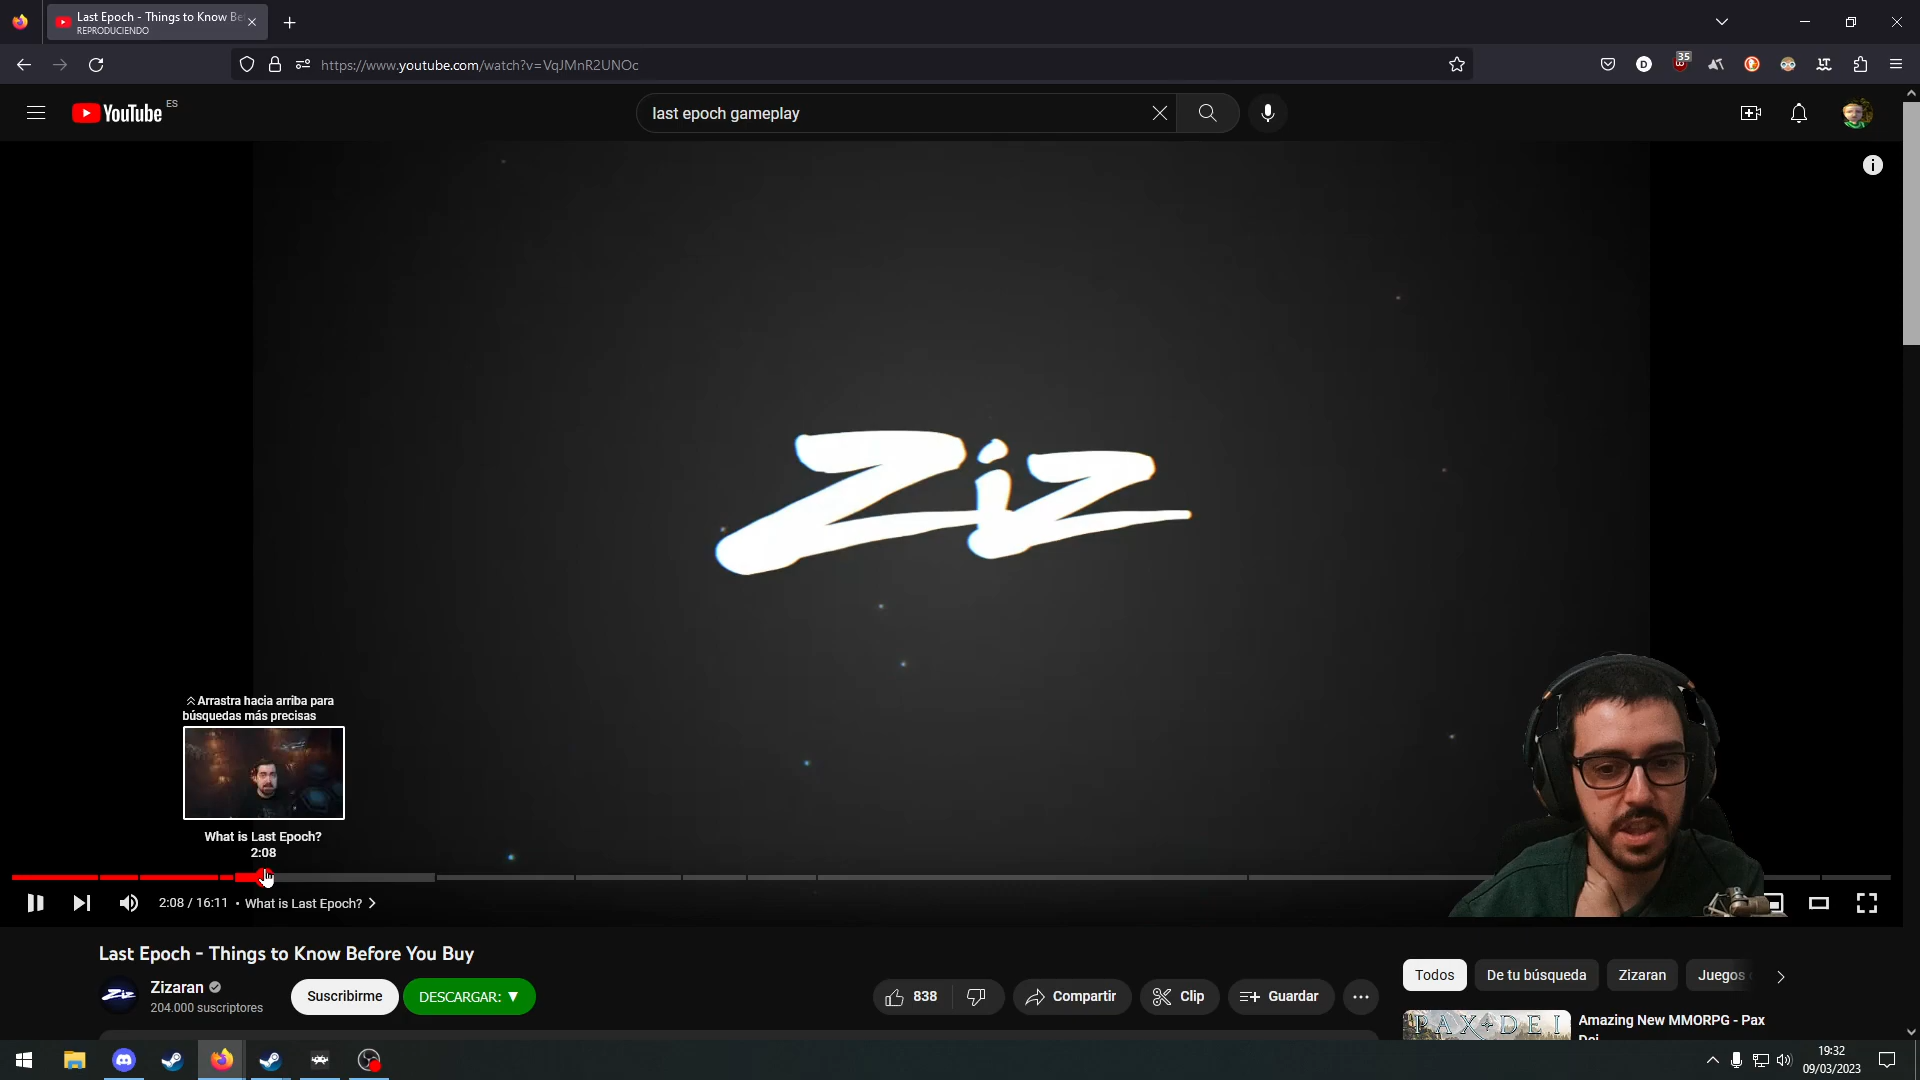 Last Epoch - Things to Know Be
REPRODUCIENDO
https://www.youtube.com/watch?v=VqJMnR2UNOc
35
YouTube
ES
last epoch gameplay
Ziz
Arrastra hacia arriba para
búsquedas más precisas
What is Last Epoch?
2:08
2:08 / 16:11 • What is Last Epoch?
Last Epoch - Things to Know Before You Buy
Ziz
Zizaran
204.000 suscriptores
Suscribirme
DESCARGAR: ▼
838
Compartir
Clip
Guardar
Todos
De tu búsqueda
Zizaran
Juegos
PAX DEI
Amazing New MMORPG - Pax
Dei
19:32
09/03/2023